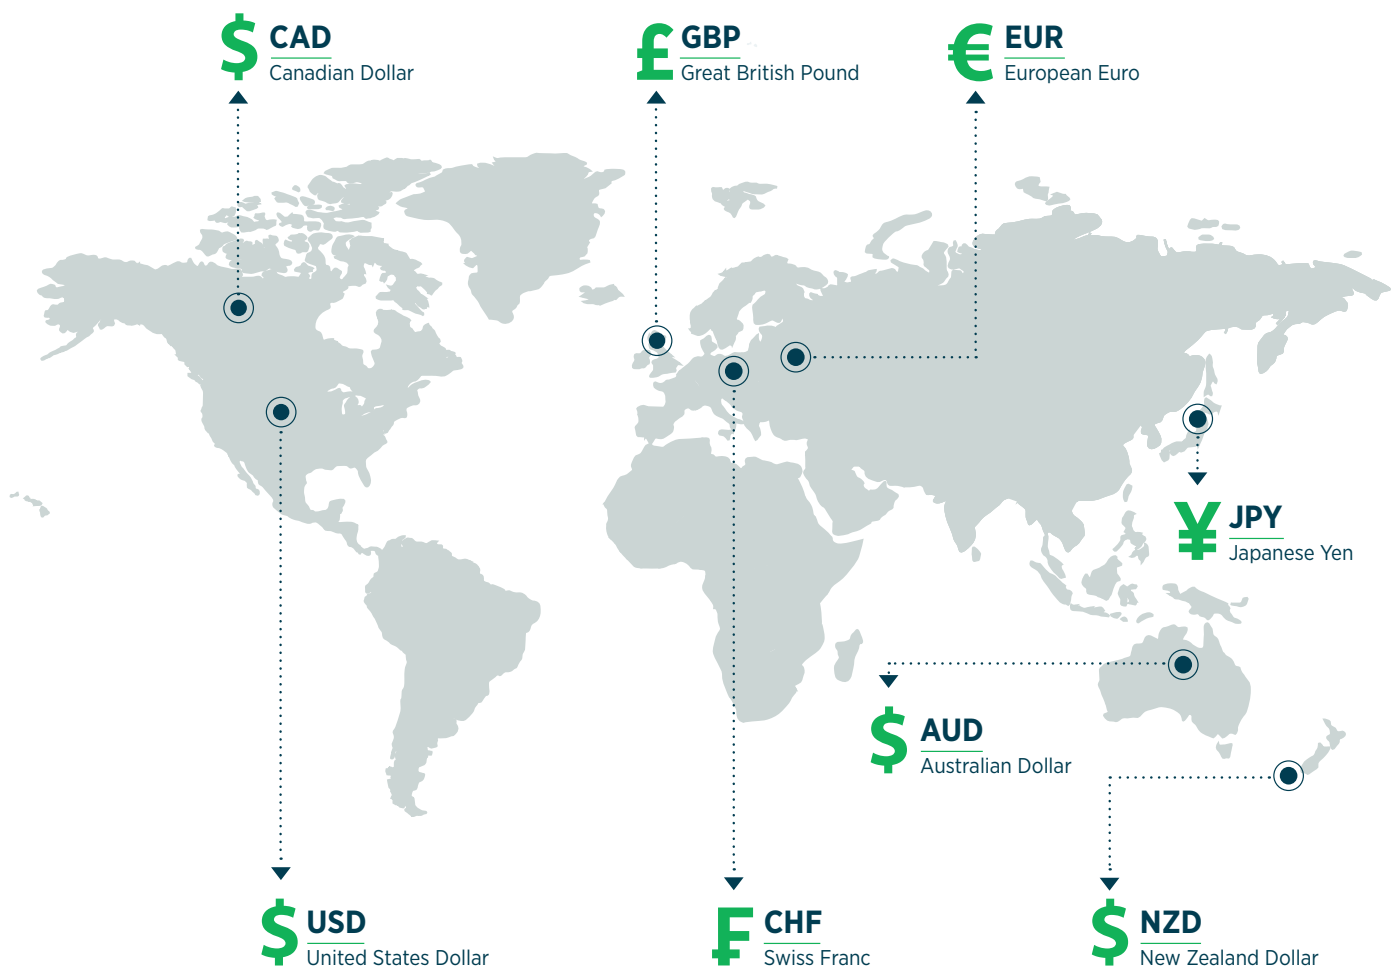 $ CAD
Canadian Dollar
£ GBP
Great British Pound
€ EUR
European Euro
¥ JPY
Japanese Yen
$ AUD
Australian Dollar
$ USD
United States Dollar
₣ CHF
Swiss Franc
$ NZD
New Zealand Dollar